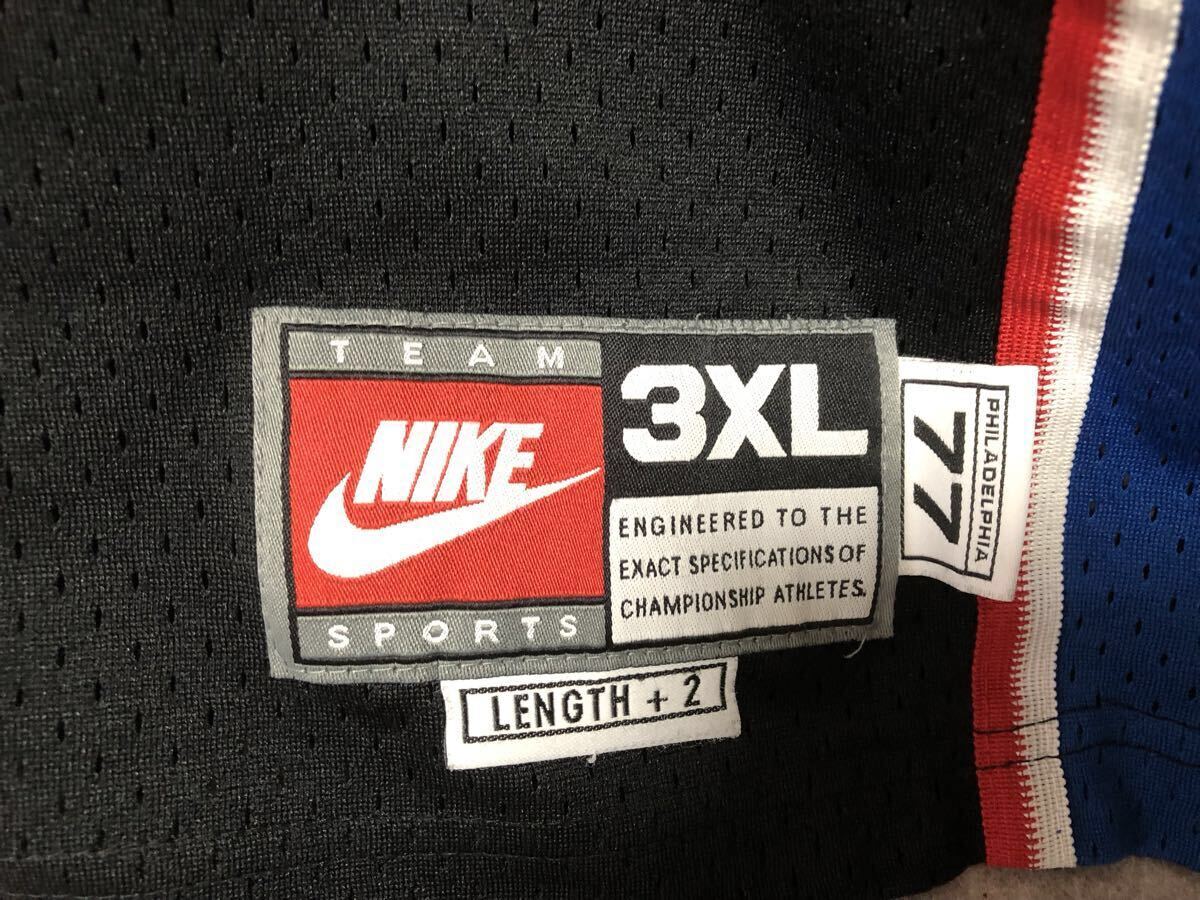 TEAM
NIKE
SPORTS
3XL
ENGINEERED TO THE
EXACT SPECIFICATIONS OF
CHAMPIONSHIP ATHLETES.
LENGTH + 2
PHILADELPHIA
77